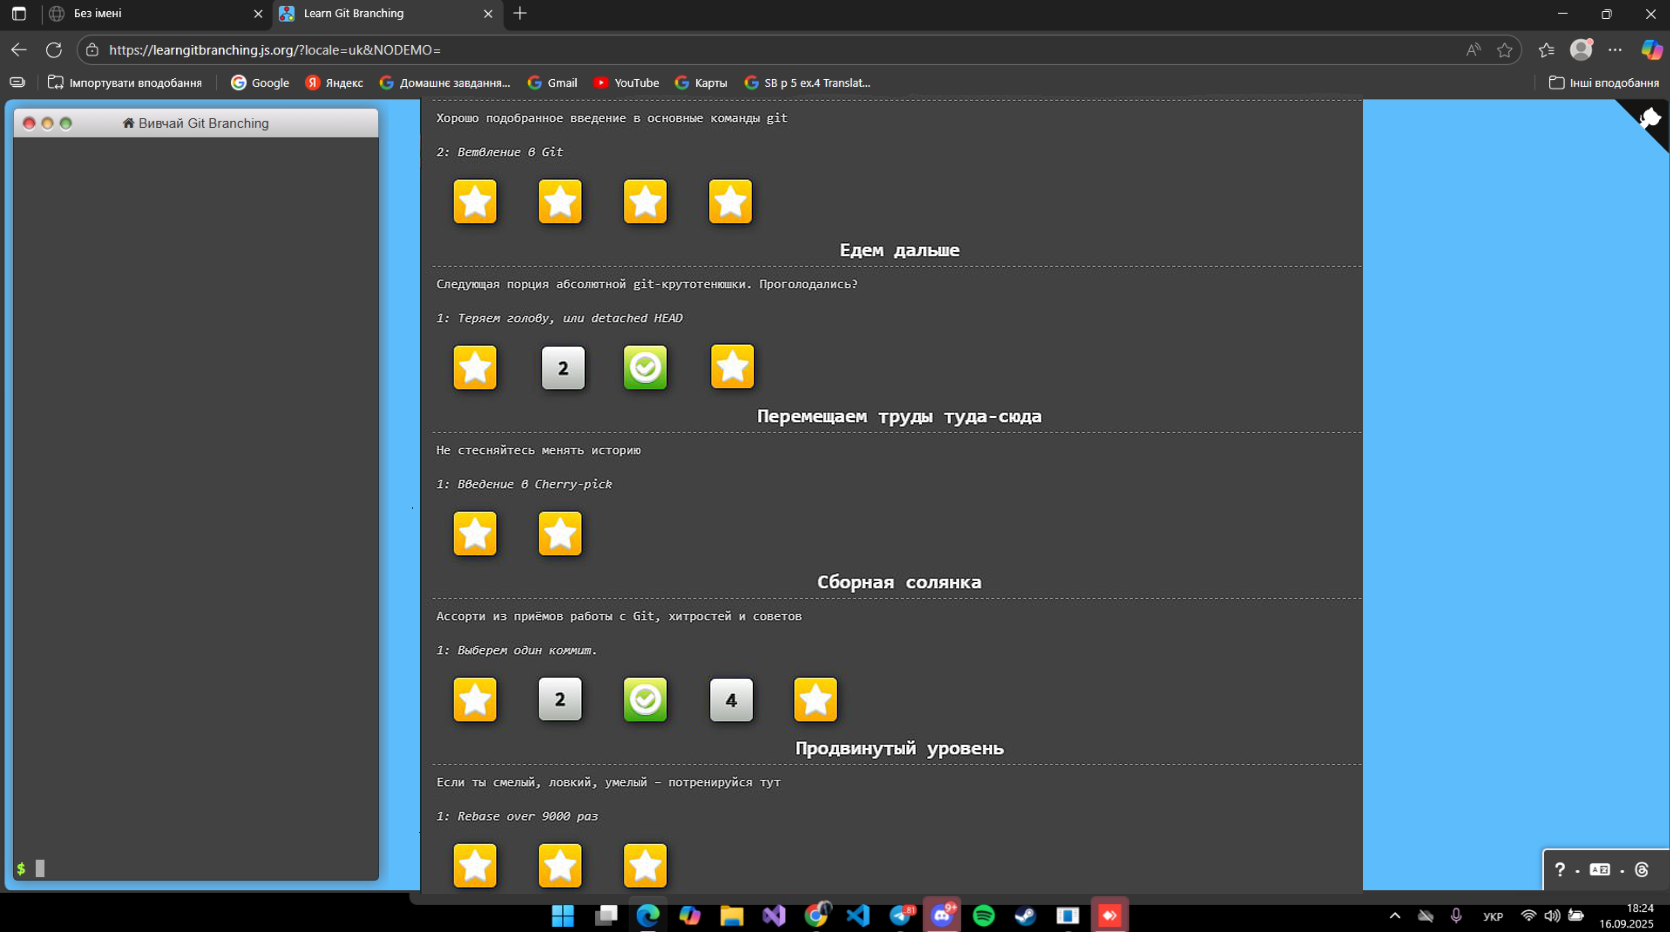 Без імені
Learn Git Branching
https://learngitbranching.js.org/?locale=uk&NODEMO=
Імпортувати вподобання
Google
Яндекс
Домашнє завдання...
Gmail
YouTube
Карты
SB p 5 ex.4 Translat...
Інші вподобання
Вивчай Git Branching
$
Хорошо подобранное введение в основные команды git
2: Ветвление в Git
Едем дальше
Следующая порция абсолютной git-крутотенюшки. Проголодались?
1: Теряем голову, или detached HEAD
2
Перемещаем труды туда-сюда
Не стесняйтесь менять историю
1: Введение в Cherry-pick
Сборная солянка
Ассорти из приёмов работы с Git, хитростей и советов
1: Выберем один коммит.
2 4
Продвинутый уровень
Если ты смелый, ловкий, умелый – потренируйся тут
1: Rebase over 9000 раз
?
81
9+
УКР
18:24
16.09.2025